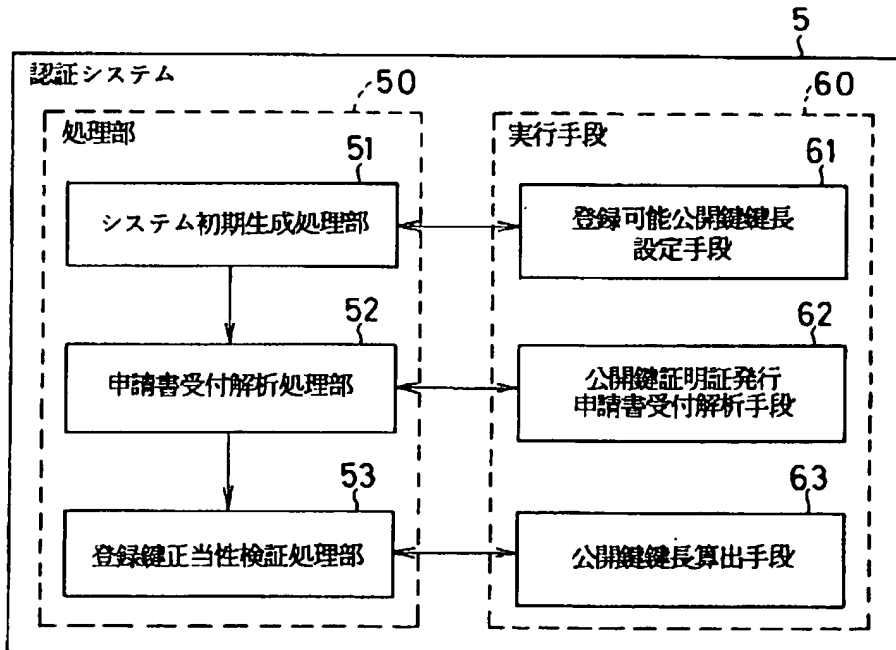 5
認証システム
50
60
処理部
実行手段
51
61
システム初期生成処理部
登録可能公開鍵鍵長
設定手段
52
62
申請書受付解析処理部
公開鍵証明証発行
申請書受付解析手段
53
63
登録鍵正当性検証処理部
公開鍵鍵長算出手段